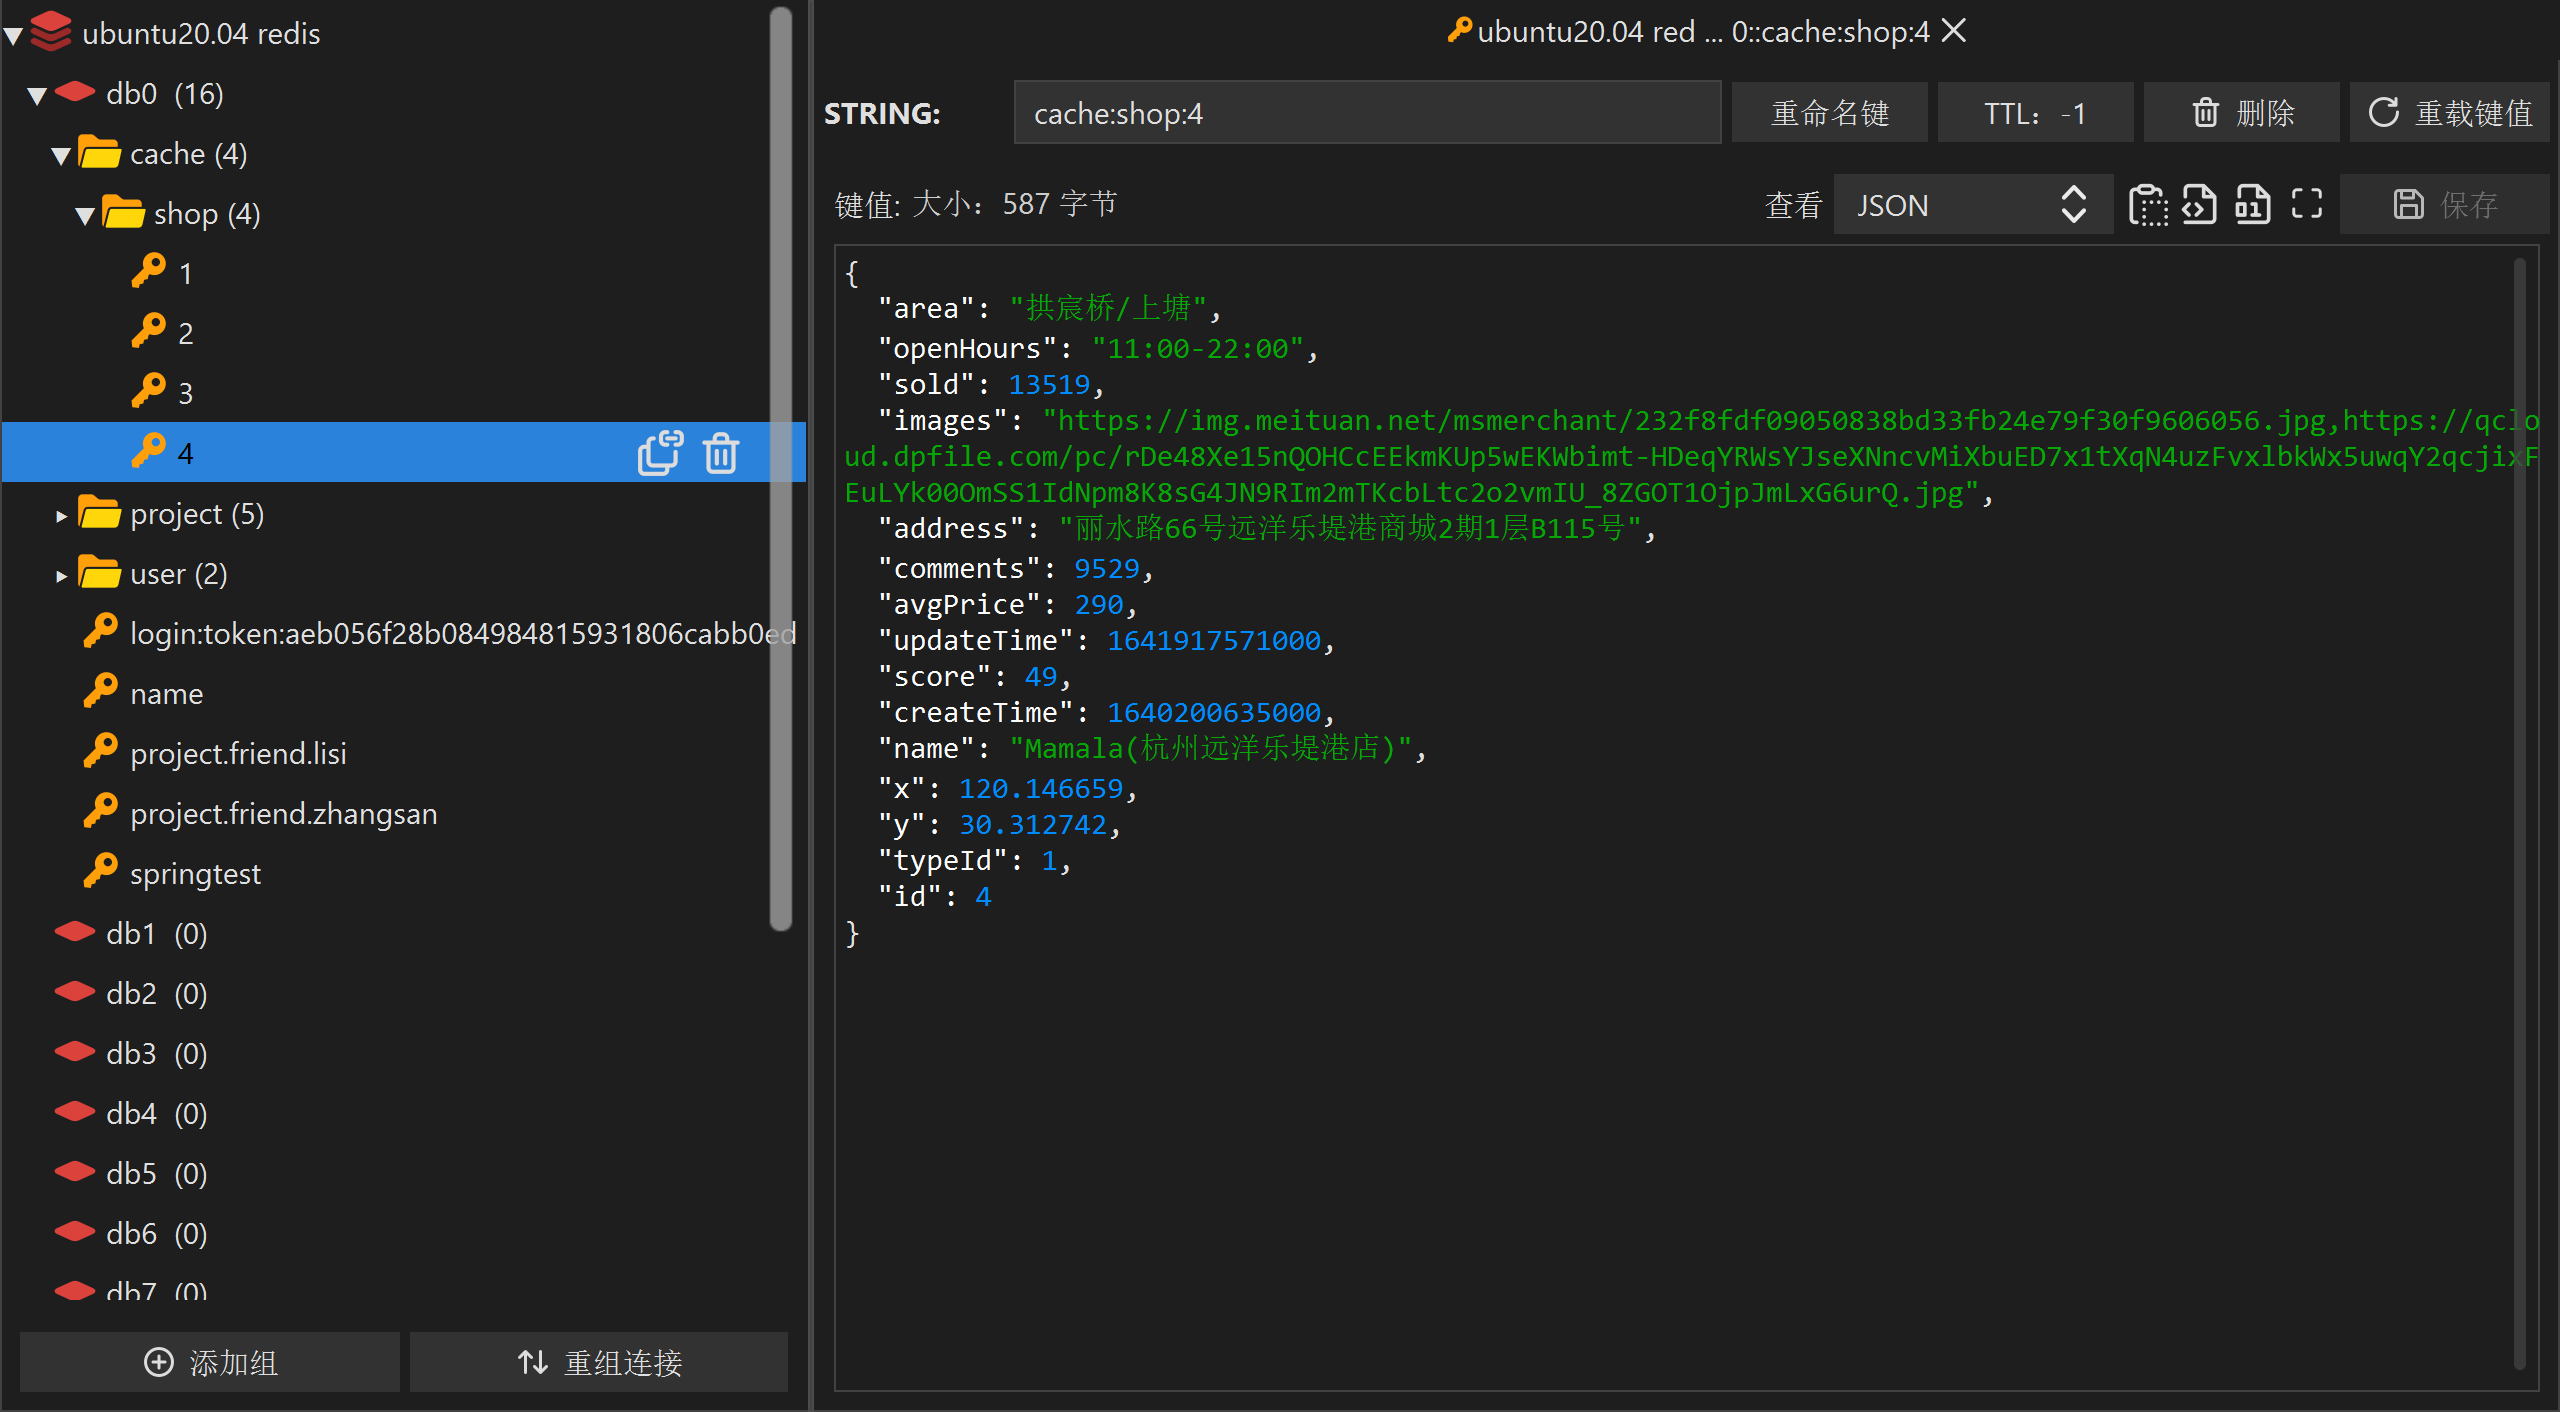 ubuntu20.04 redis
db0 (16)
cache (4)
shop (4)
1
2
3
4
project (5)
user (2)
login:token:aeb056f28b084984815931806cabb0ed
name
project.friend.lisi
project.friend.zhangsan
springtest
db1 (0)
db2 (0)
db3 (0)
db4 (0)
db5 (0)
db6 (0)
db7 (0)
添加组
重组连接
ubuntu20.04 red ... 0::cache:shop:4
STRING:
cache:shop:4
重命名键
TTL：-1
删除
重载键值
键值: 大小：587 字节
查看
JSON
保存
{
"area": "拱宸桥/上塘",
"openHours": "11:00-22:00",
"sold": 13519,
"images": "https://img.meituan.net/msmerchant/232f8fdf09050838bd33fb24e79f30f9606056.jpg,https://qclo
ud.dpfile.com/pc/rDe48Xe15nQOHCcEEkmKUp5wEKWbimt-HDeqYRWsYJseXNncvMiXbuED7x1tXqN4uzFvxlbkWx5uwqY2qcjixF
EuLYk00OmSS1IdNpm8K8sG4JN9RIm2mTKcbLtc2o2vmIU_8ZGOT1OjpJmLxG6urQ.jpg",
"address": "丽水路66号远洋乐堤港商城2期1层B115号",
"comments": 9529,
"avgPrice": 290,
"updateTime": 1641917571000,
"score": 49,
"createTime": 1640200635000,
"name": "Mamala(杭州远洋乐堤港店)",
"x": 120.146659,
"y": 30.312742,
"typeId": 1,
"id": 4
}